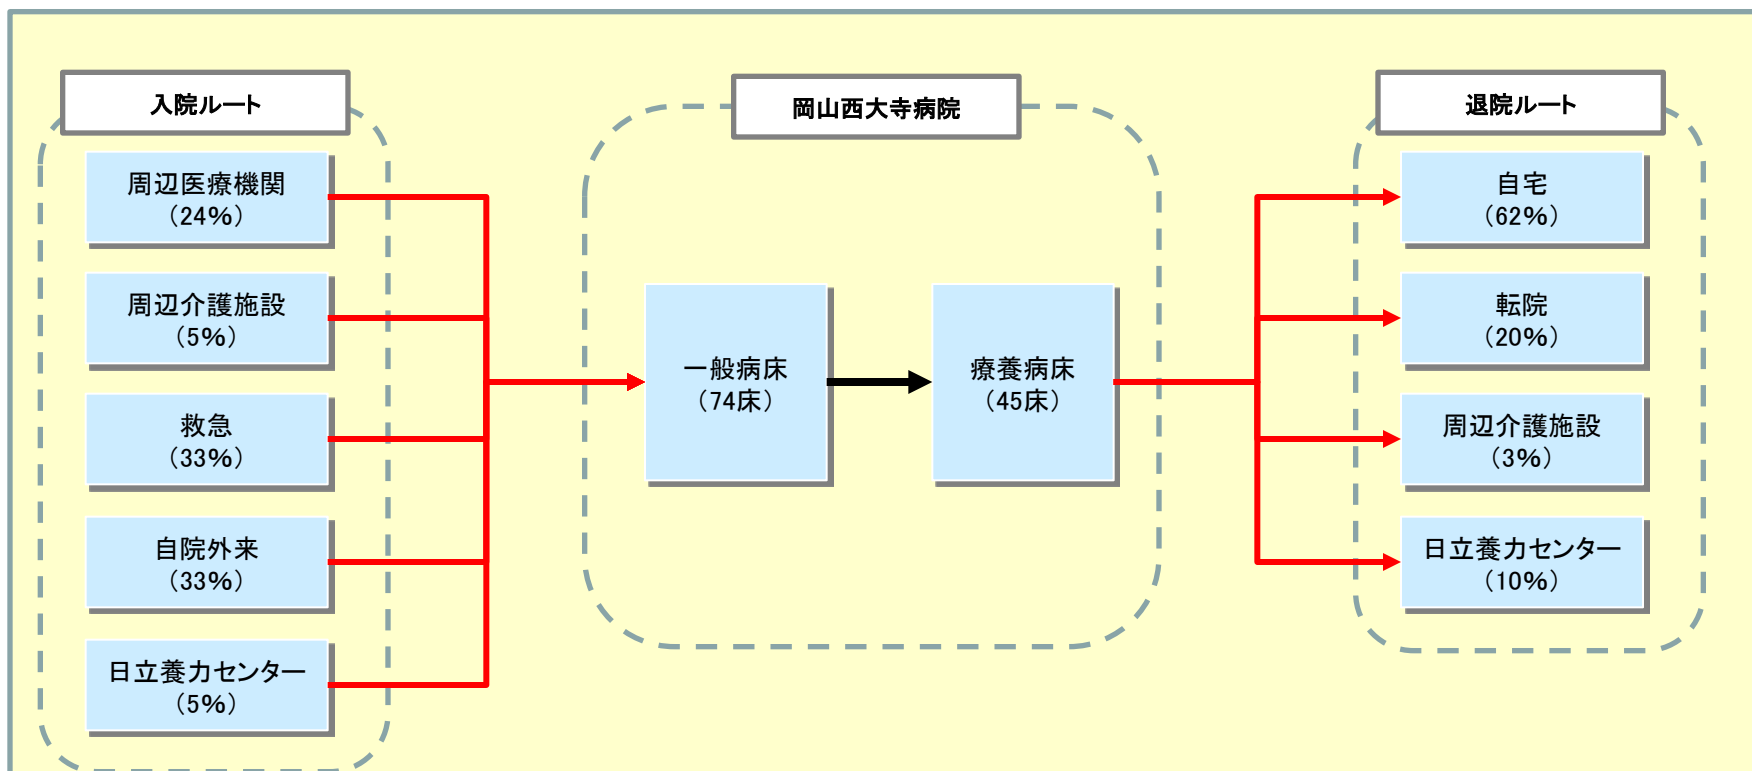 入院ルート
周辺医療機関
（24%）
周辺介護施設
（5%）
救急
（33%）
自院外来
（33%）
日立養力センター
（5%）
岡山西大寺病院
一般病床
（74床）
療養病床
（45床）
退院ルート
自宅
（62%）
転院
（20%）
周辺介護施設
（3%）
日立養力センター
（10%）